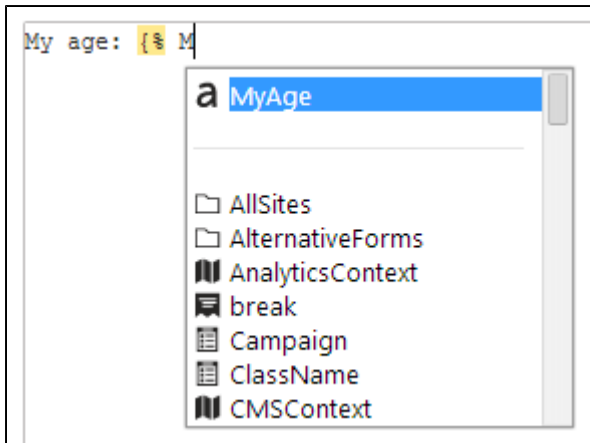 My age: {% M
a MyAge
AllSites
AlternativeForms
AnalyticsContext
break
Campaign
ClassName
CMSContext